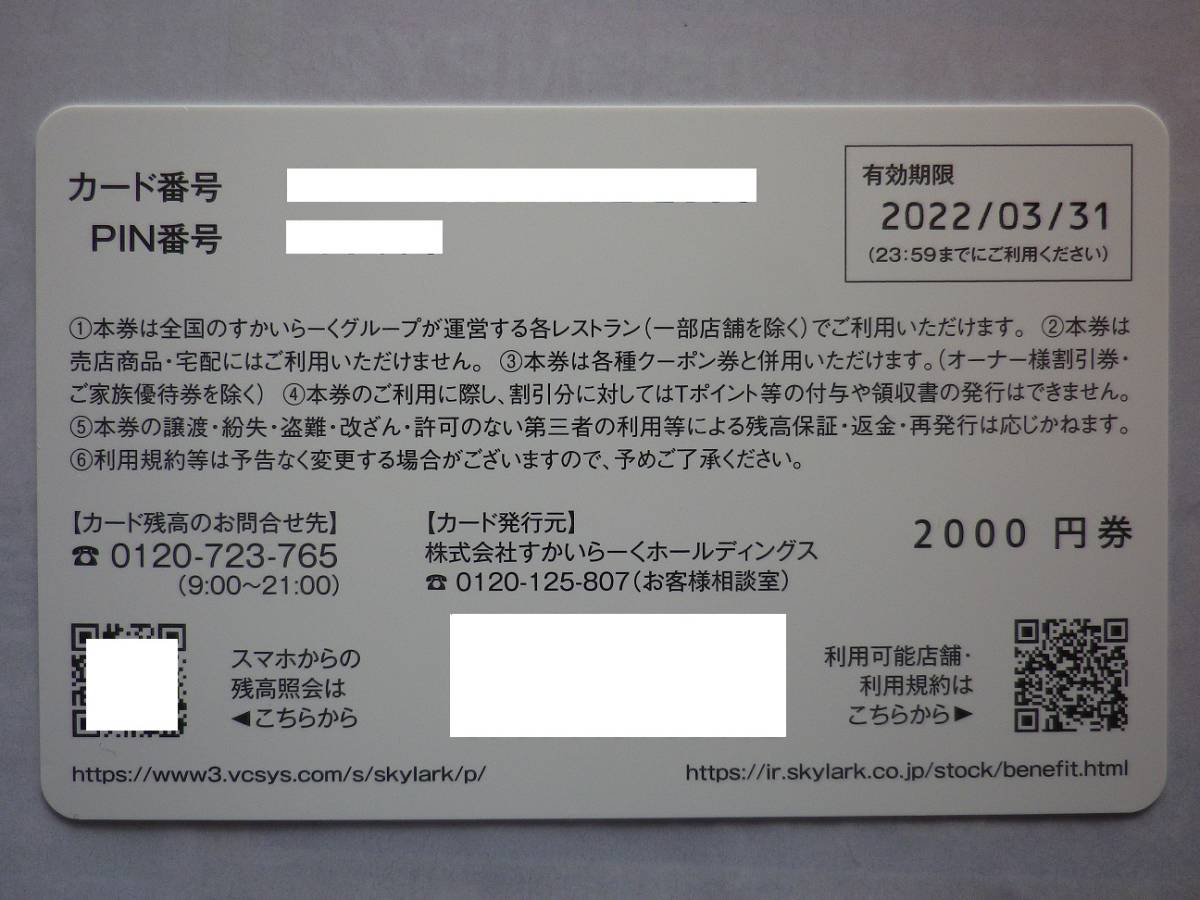 カード番号
PIN番号
有効期限
2022/03/31
(23:59までにご利用ください)
①本券は全国のすかいらーくグループが運営する各レストラン(一部店舗を除く)でご利用いただけます。 ②本券は
売店商品・宅配にはご利用いただけません。 ③本券は各種クーポン券と併用いただけます。(オーナー様割引券・
ご家族優待券を除く) ④本券のご利用に際し、割引分に対してはTポイント等の付与や領収書の発行はできません。
⑤本券の譲渡・紛失・盗難・改ざん・許可のない第三者の利用等による残高保証・返金・再発行は応じかねます。
⑥利用規約等は予告なく変更する場合がございますので、予めご了承ください。
【カード残高のお問合せ先】
☎ 0120-723-765
(9:00～21:00)
【カード発行元】
株式会社すかいらーくホールディングス
☎ 0120-125-807(お客様相談室)
2000 円券
スマホからの
残高照会は
◀こちらから
利用可能店舗・
利用規約は
こちらから▶
https://www3.vcsys.com/s/skylark/p/
https://ir.skylark.co.jp/stock/benefit.html